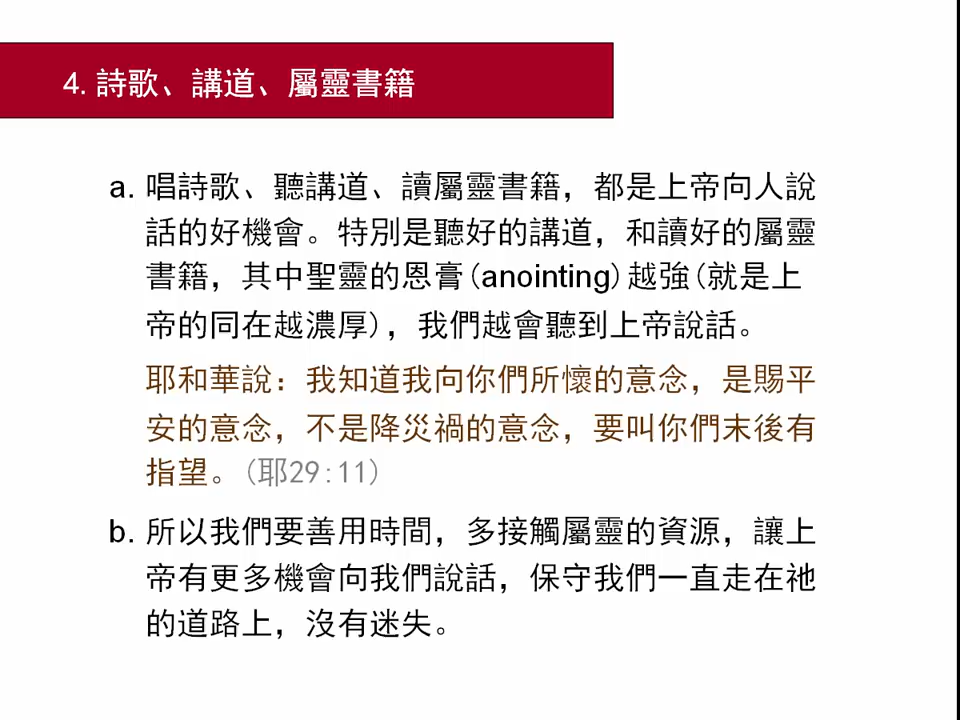 4. 詩歌、講道、屬靈書籍
a. 唱詩歌、聽講道、讀屬靈書籍，都是上帝向人說
話的好機會。特別是聽好的講道，和讀好的屬靈
書籍，其中聖靈的恩膏(anointing)越強(就是上
帝的同在越濃厚)，我們越會聽到上帝說話。
耶和華說：我知道我向你們所懷的意念，是賜平
安的意念，不是降災禍的意念，要叫你們末後有
指望。(耶29:11)
b. 所以我們要善用時間，多接觸屬靈的資源，讓上
帝有更多機會向我們說話，保守我們一直走在祂
的道路上，沒有迷失。